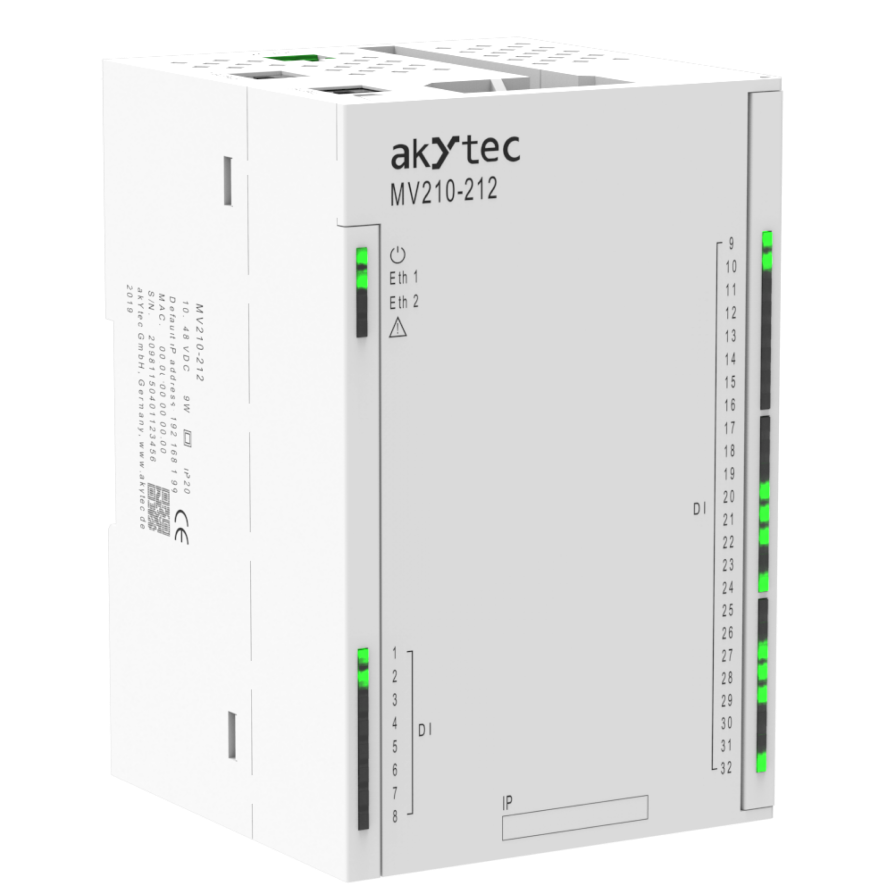 akYtec
MV210-212
Eth 1
Eth 2
9
10
11
12
13
14
15
16
17
18
19
20
21
22
23
24
25
26
27
28
29
30
31
32
DI
1
2
3
4
5
6
7
8
DI
IP
MV210-212
10. 48 VDC 9W IP20
Default IP address 192 168 1 99
MAC. 00.00 00 00 00.00
S/N. 20981150401123456
akYtec GmbH, Germany, www.akytec.de
2019
CE